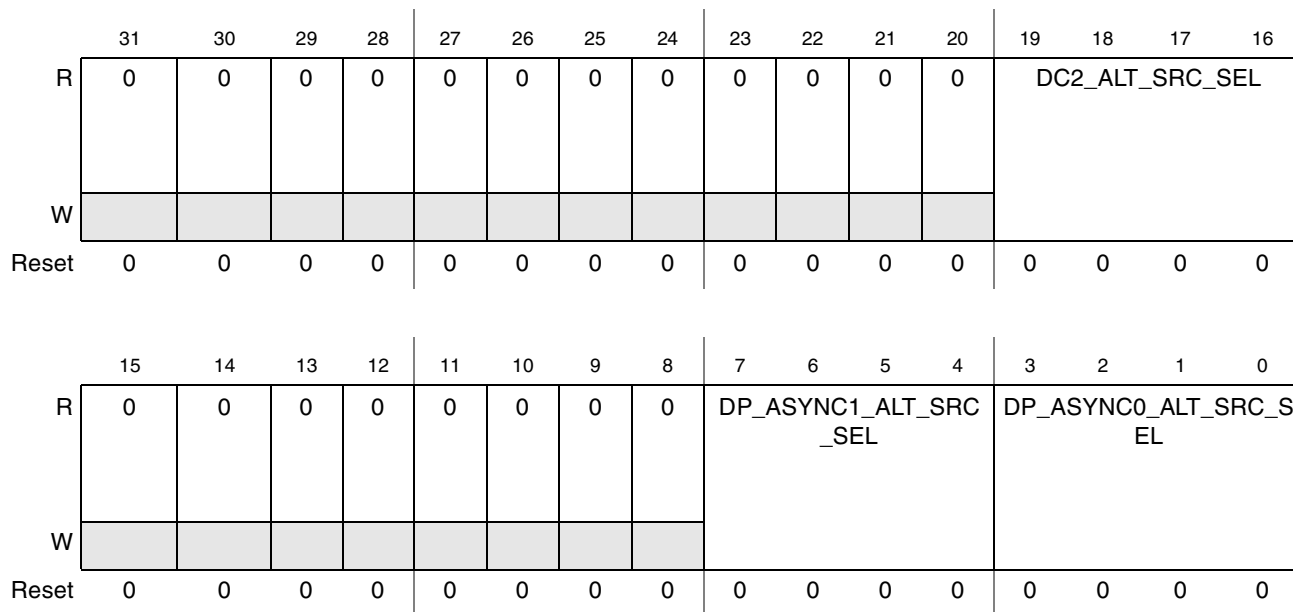 31 30 29 28 27 26 25 24 23 22 21 20 19 18 17 16
R 0 0 0 0 0 0 0 0 0 0 0 0 DC2_ALT_SRC_SEL
W
Reset 0 0 0 0 0 0 0 0 0 0 0 0 0 0 0 0
15 14 13 12 11 10 9 8 7 6 5 4 3 2 1 0
R 0 0 0 0 0 0 0 0 DP_ASYNC1_ALT_SRC DP_ASYNC0_ALT_SRC_S
_SEL EL
W
Reset 0 0 0 0 0 0 0 0 0 0 0 0 0 0 0 0